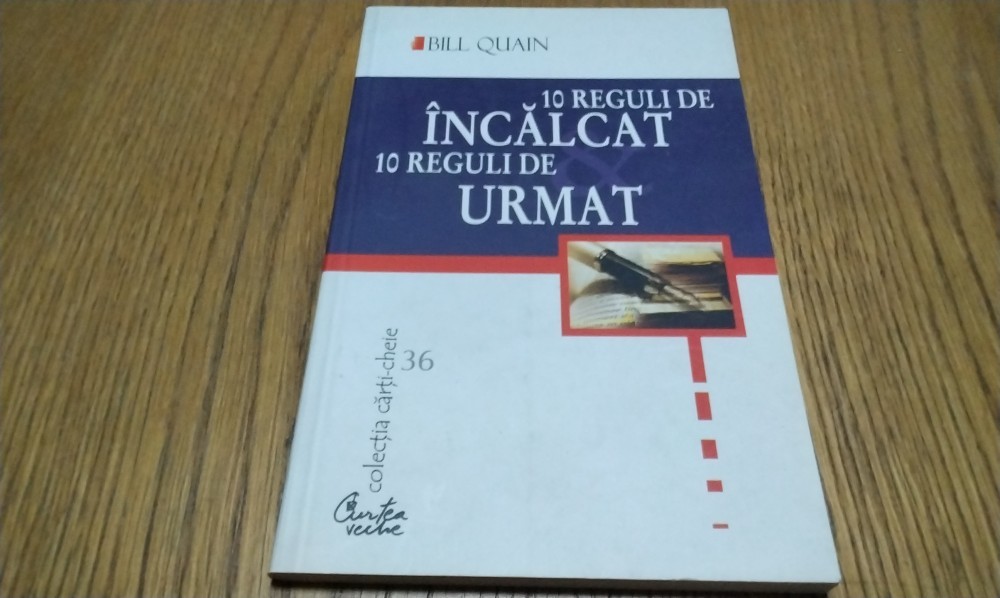 BILL QUAIN
10 REGULI DE
ÎNCĂLCAT
&
10 REGULI DE
URMAT
colecția cărți-cheie
36
Curtea
veche